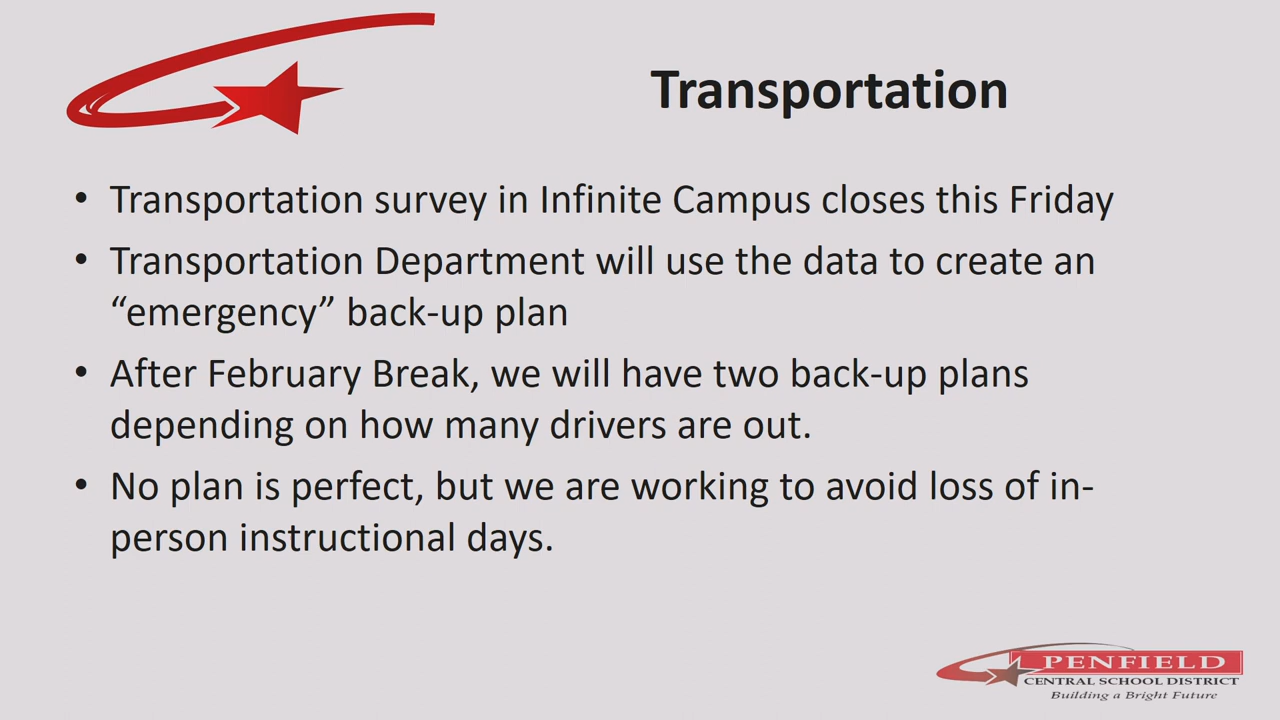 Transportation
• Transportation survey in Infinite Campus closes this Friday
• Transportation Department will use the data to create an
“emergency” back-up plan
• After February Break, we will have two back-up plans
depending on how many drivers are out.
• No plan is perfect, but we are working to avoid loss of in-
person instructional days.
PENFIELD
CENTRAL SCHOOL DISTRICT
Building a Bright Future